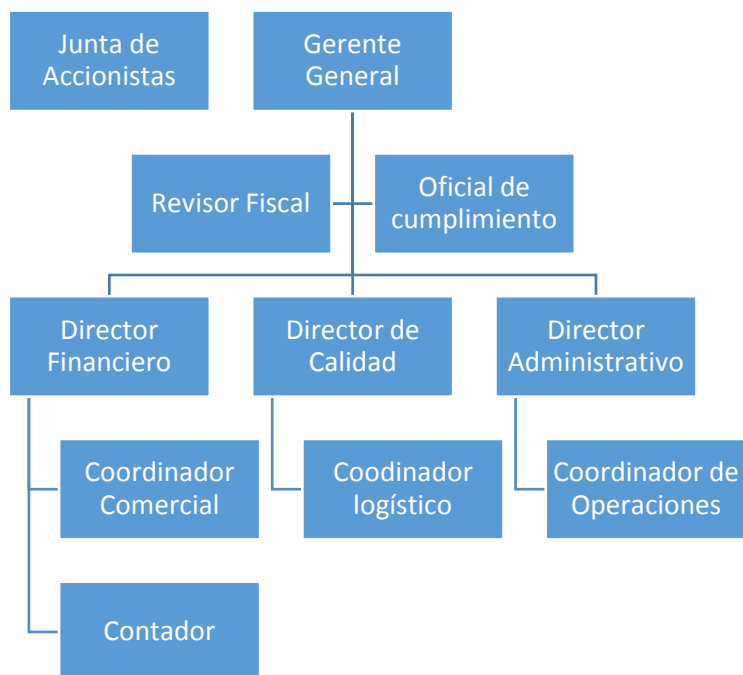 Junta de
Accionistas
Gerente
General
Revisor Fiscal
Oficial de
cumplimiento
Director
Financiero
Director de
Calidad
Director
Administrativo
Coordinador
Comercial
Coodinador
logístico
Coordinador de
Operaciones
Contador